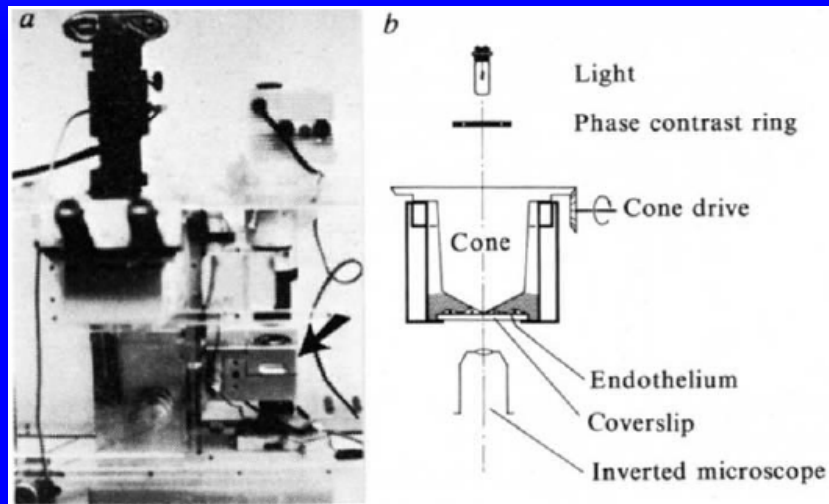 a
b
Light
Phase contrast ring
Cone drive
Cone
Endothelium
Coverslip
Inverted microscope